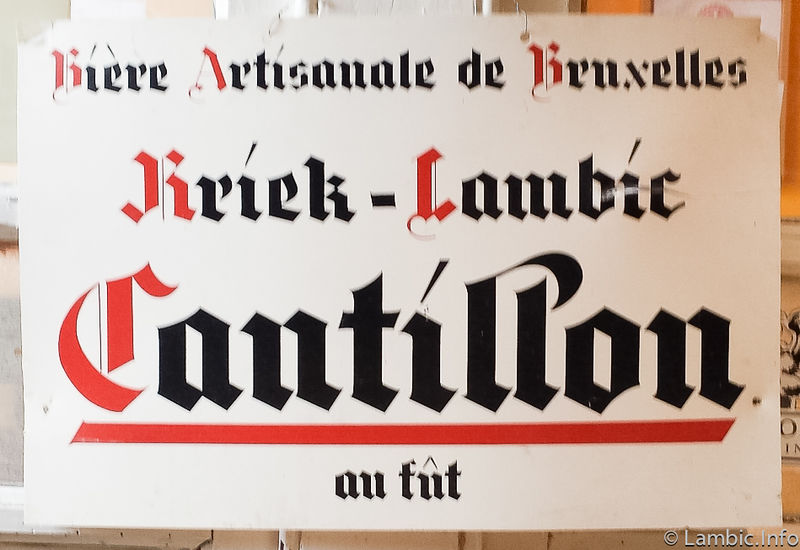 Bière Artisanale de Bruxelles
Kriek - Lambic
Cantillon
au fût
© Lambic.Info